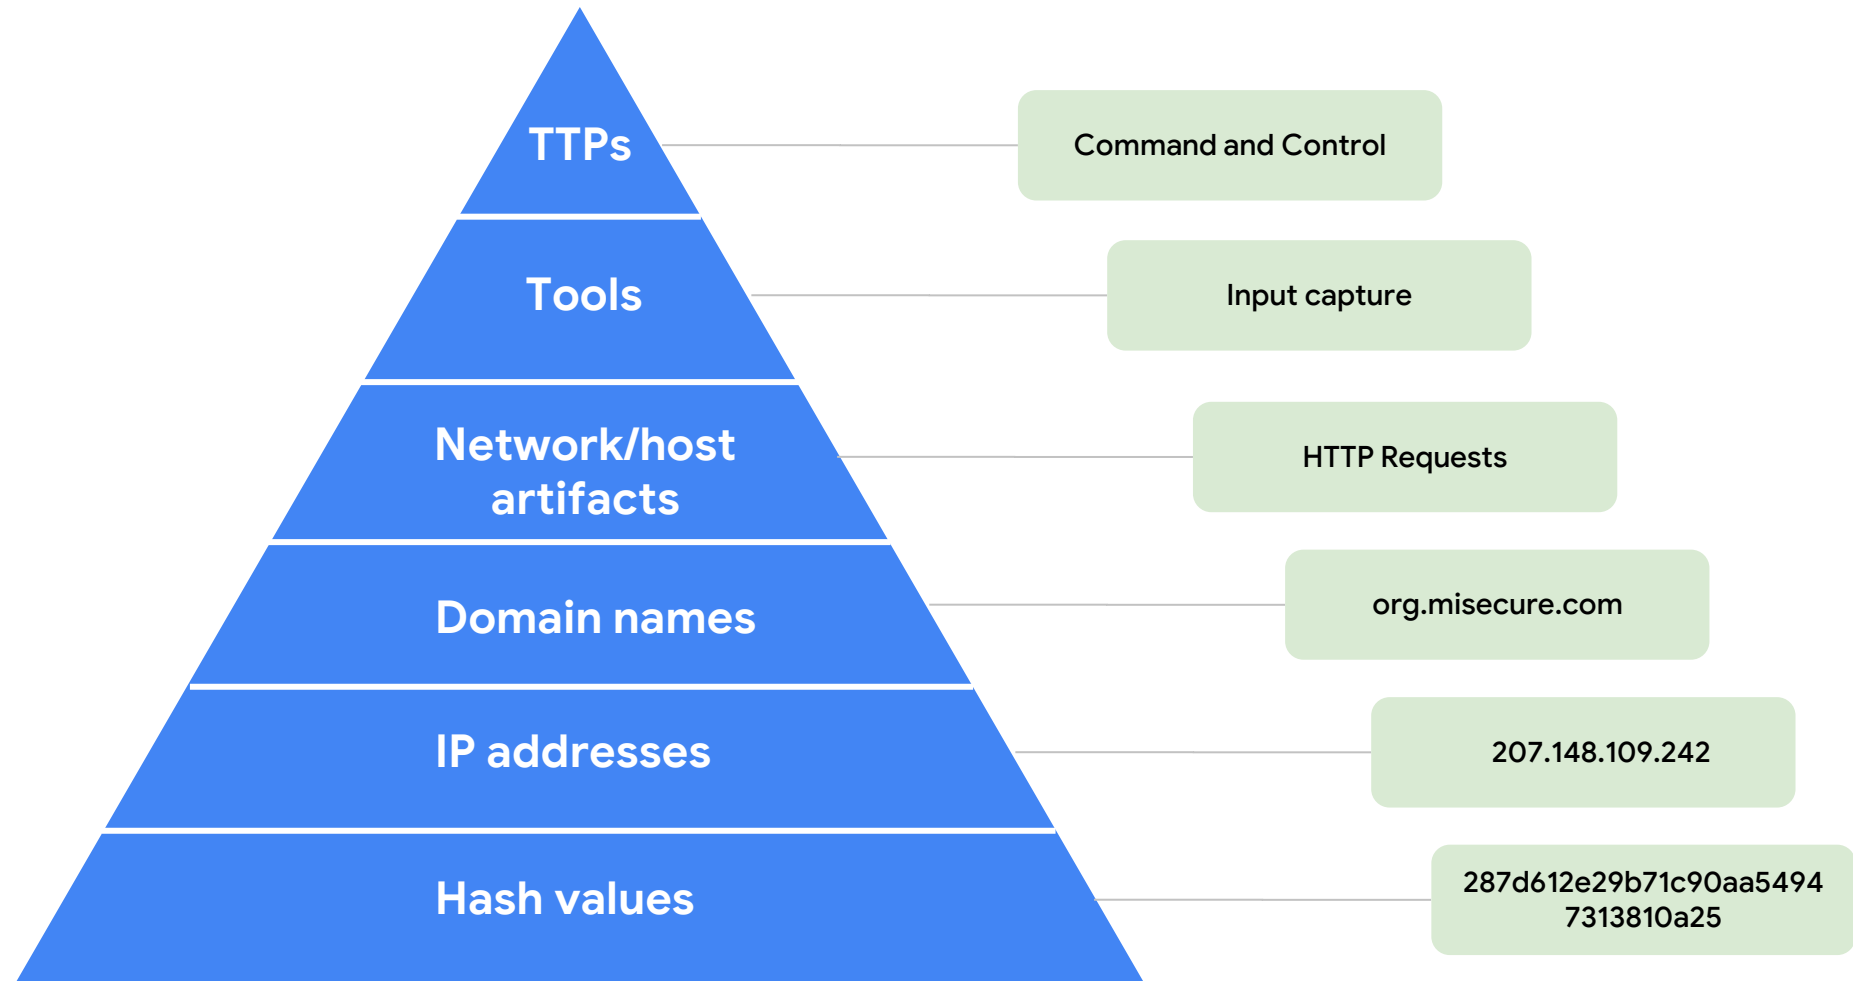 TTPs
Command and Control
Tools
Input capture
Network/host
artifacts
HTTP Requests
Domain names
org.misecure.com
IP addresses
207.148.109.242
Hash values
287d612e29b71c90aa5494
7313810a25